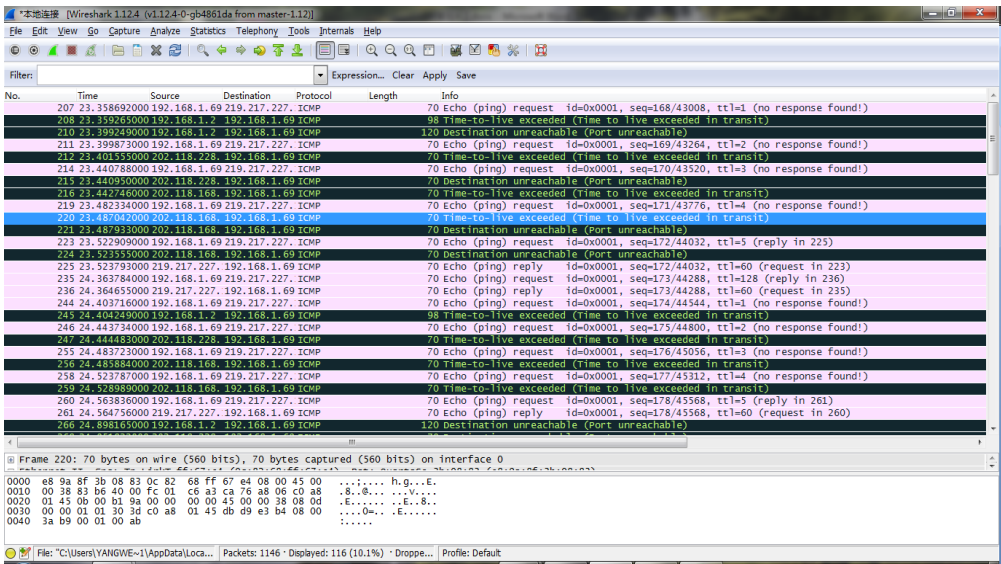 *本地连接 [Wireshark 1.12.4 (v1.12.4-0-gb4861da from master-1.12)]
File Edit View Go Capture Analyze Statistics Telephony Tools Internals Help
Filter: Expression... Clear Apply Save
No. Time Source Destination Protocol Length Info
207 23.358692000 192.168.1.69 219.217.227. ICMP 70 Echo (ping) request id=0x0001, seq=168/43008, ttl=1 (no response found!)
208 23.359265000 192.168.1.2 192.168.1.69 ICMP 98 Time-to-live exceeded (Time to live exceeded in transit)
210 23.399249000 192.168.1.2 192.168.1.69 ICMP 120 Destination unreachable (Port unreachable)
211 23.399873000 192.168.1.69 219.217.227. ICMP 70 Echo (ping) request id=0x0001, seq=169/43264, ttl=2 (no response found!)
212 23.401555000 202.118.228. 192.168.1.69 ICMP 70 Time-to-live exceeded (Time to live exceeded in transit)
214 23.440788000 192.168.1.69 219.217.227. ICMP 70 Echo (ping) request id=0x0001, seq=170/43520, ttl=3 (no response found!)
215 23.440950000 202.118.228. 192.168.1.69 ICMP 70 Destination unreachable (Port unreachable)
216 23.442746000 202.118.168. 192.168.1.69 ICMP 70 Time-to-live exceeded (Time to live exceeded in transit)
219 23.482334000 192.168.1.69 219.217.227. ICMP 70 Echo (ping) request id=0x0001, seq=171/43776, ttl=4 (no response found!)
220 23.487042000 202.118.168. 192.168.1.69 ICMP 70 Time-to-live exceeded (Time to live exceeded in transit)
221 23.487933000 202.118.168. 192.168.1.69 ICMP 70 Destination unreachable (Port unreachable)
223 23.522909000 192.168.1.69 219.217.227. ICMP 70 Echo (ping) request id=0x0001, seq=172/44032, ttl=5 (reply in 225)
224 23.523555000 202.118.168. 192.168.1.69 ICMP 70 Destination unreachable (Port unreachable)
225 23.523793000 219.217.227. 192.168.1.69 ICMP 70 Echo (ping) reply id=0x0001, seq=172/44032, ttl=60 (request in 223)
235 24.363784000 192.168.1.69 219.217.227. ICMP 70 Echo (ping) request id=0x0001, seq=173/44288, ttl=128 (reply in 236)
236 24.364655000 219.217.227. 192.168.1.69 ICMP 70 Echo (ping) reply id=0x0001, seq=173/44288, ttl=60 (request in 235)
244 24.403716000 192.168.1.69 219.217.227. ICMP 70 Echo (ping) request id=0x0001, seq=174/44544, ttl=1 (no response found!)
245 24.404249000 192.168.1.2 192.168.1.69 ICMP 98 Time-to-live exceeded (Time to live exceeded in transit)
246 24.443734000 192.168.1.69 219.217.227. ICMP 70 Echo (ping) request id=0x0001, seq=175/44800, ttl=2 (no response found!)
247 24.444483000 202.118.168. 192.168.1.69 ICMP 70 Time-to-live exceeded (Time to live exceeded in transit)
255 24.483723000 192.168.1.69 219.217.227. ICMP 70 Echo (ping) request id=0x0001, seq=176/45056, ttl=3 (no response found!)
256 24.485884000 202.118.168. 192.168.1.69 ICMP 70 Time-to-live exceeded (Time to live exceeded in transit)
258 24.523787000 192.168.1.69 219.217.227. ICMP 70 Echo (ping) request id=0x0001, seq=177/45312, ttl=4 (no response found!)
259 24.528989000 202.118.168. 192.168.1.69 ICMP 70 Time-to-live exceeded (Time to live exceeded in transit)
260 24.563836000 192.168.1.69 219.217.227. ICMP 70 Echo (ping) request id=0x0001, seq=178/45568, ttl=5 (reply in 261)
261 24.564756000 219.217.227. 192.168.1.69 ICMP 70 Echo (ping) reply id=0x0001, seq=178/45568, ttl=60 (request in 260)
266 24.898165000 192.168.1.2 192.168.1.69 ICMP 120 Destination unreachable (Port unreachable)
Frame 220: 70 bytes on wire (560 bits), 70 bytes captured (560 bits) on interface 0
0000 e8 9a 8f 3b 08 83 0c 82 68 ff 67 e4 08 00 45 00 ...;.... h.g...E.
0010 00 38 83 b6 40 00 fc 01 c6 a3 ca 76 a8 06 c0 a8 .8..@... ...v....
0020 01 45 0b 00 b1 9a 00 00 00 00 45 00 00 38 08 0d .E...... ..E..8..
0030 00 00 01 01 30 3d c0 a8 01 45 db d9 e3 b4 08 00 ....0=.. .E......
0040 3a b9 00 01 00 ab :.....
File: "C:\Users\YANGWE~1\AppData\Loca... Packets: 1146 · Displayed: 116 (10.1%) · Droppe... Profile: Default